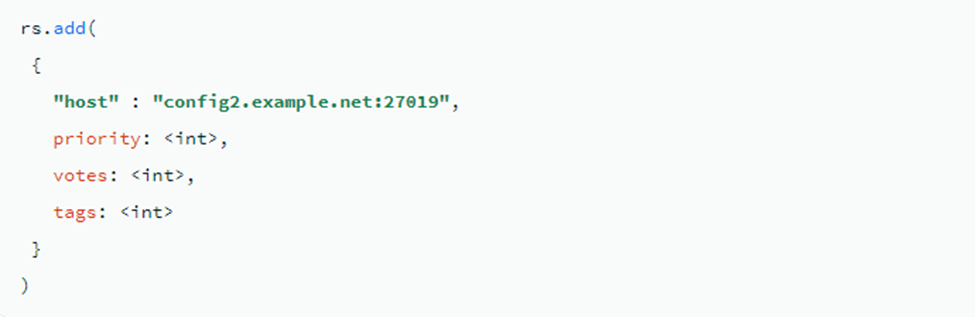 rs.add(
{
"host" : "config2.example.net:27019",
priority: <int>,
votes: <int>,
tags: <int>
}
)